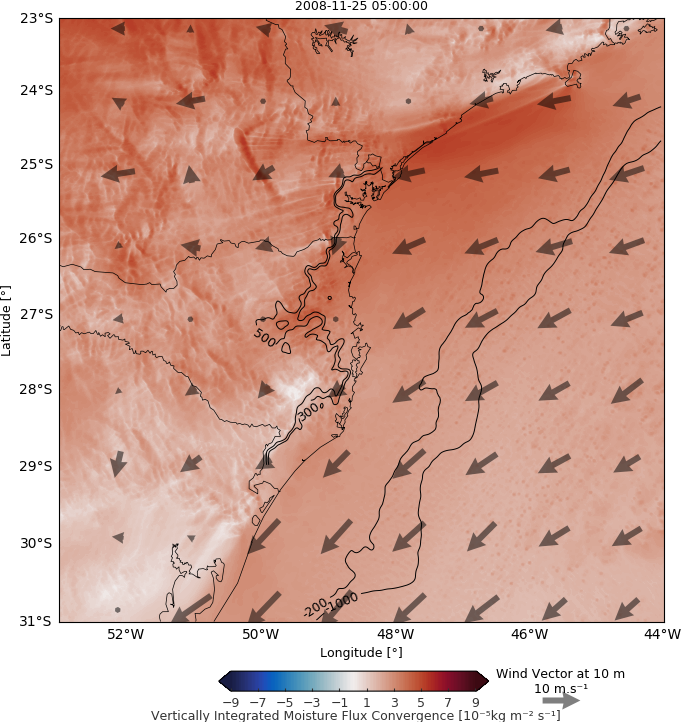 2008-11-25 05:00:00
23°S
24°S
25°S
26°S
27°S
28°S
29°S
30°S
31°S
Latitude [°]
500
300
-200
-1000
52°W 50°W 48°W 46°W 44°W
Longitude [°]
−9 −7 −5 −3 −1 1 3 5 7 9
Wind Vector at 10 m
10 m.s⁻¹
Vertically Integrated Moisture Flux Convergence [10⁻⁵kg m⁻² s⁻¹]